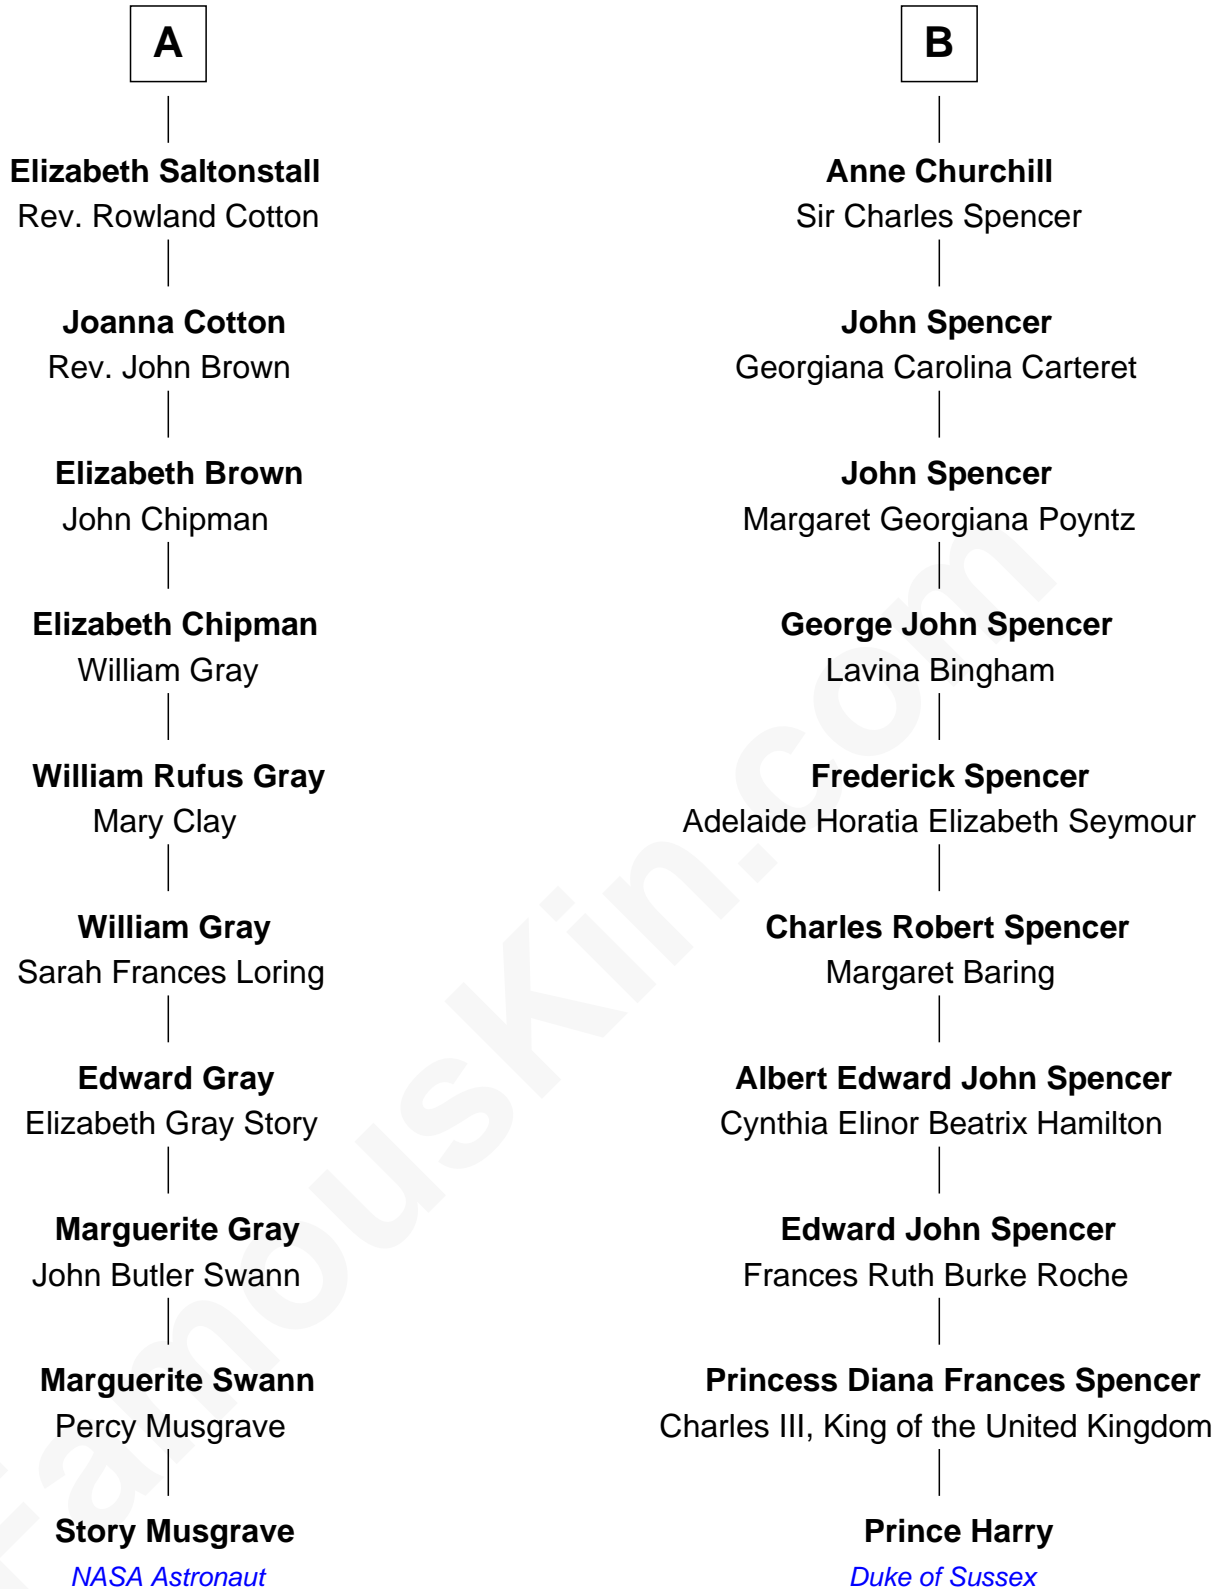 A
Elizabeth Saltonstall
Rev. Rowland Cotton
Joanna Cotton
Rev. John Brown
Elizabeth Brown
John Chipman
Elizabeth Chipman
William Gray
William Rufus Gray
Mary Clay
William Gray
Sarah Frances Loring
Edward Gray
Elizabeth Gray Story
Marguerite Gray
John Butler Swann
Marguerite Swann
Percy Musgrave
Story Musgrave
NASA Astronaut
B
Anne Churchill
Sir Charles Spencer
John Spencer
Georgiana Carolina Carteret
John Spencer
Margaret Georgiana Poyntz
George John Spencer
Lavina Bingham
Frederick Spencer
Adelaide Horatia Elizabeth Seymour
Charles Robert Spencer
Margaret Baring
Albert Edward John Spencer
Cynthia Elinor Beatrix Hamilton
Edward John Spencer
Frances Ruth Burke Roche
Princess Diana Frances Spencer
Charles III, King of the United Kingdom
Prince Harry
Duke of Sussex
FamousKin.com